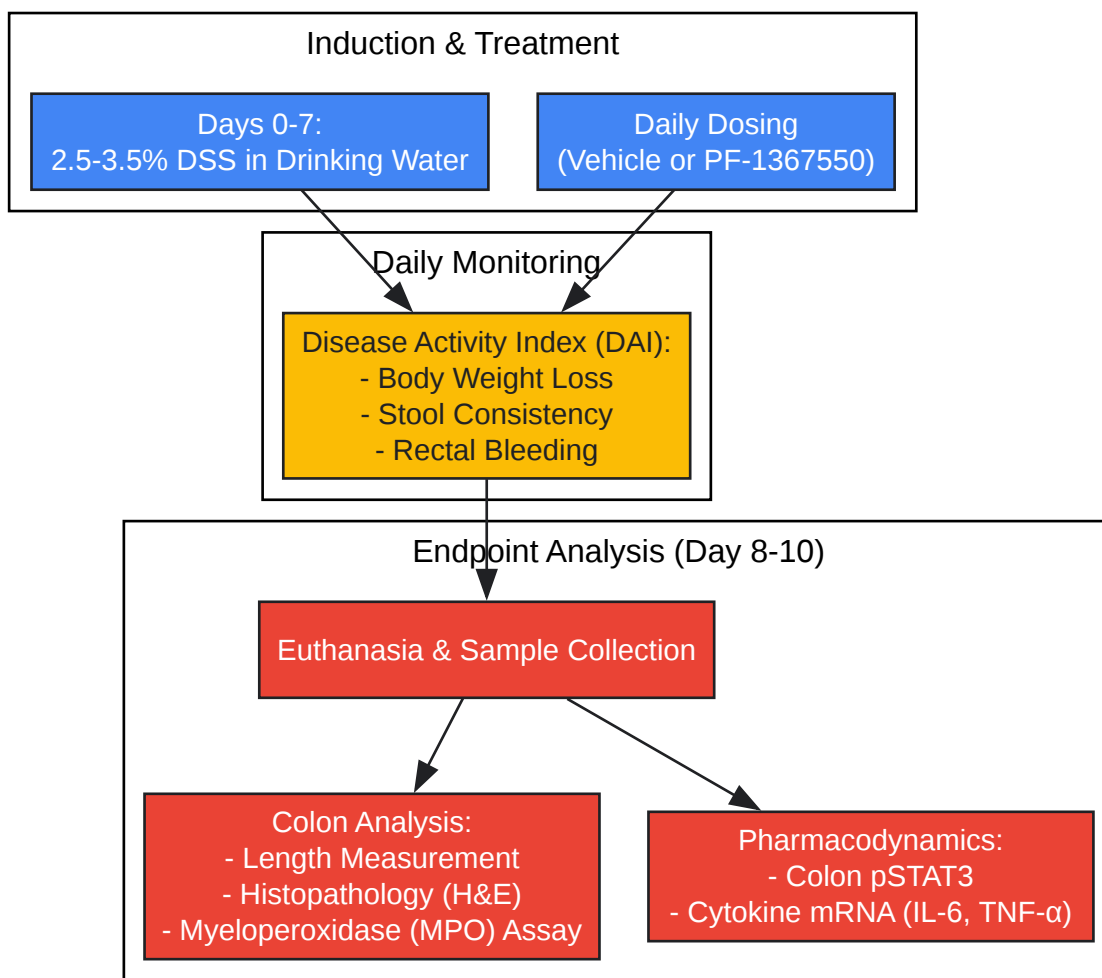 Induction & Treatment
Days 0-7:
2.5-3.5% DSS in Drinking Water
Daily Dosing
(Vehicle or PF-1367550)
Daily Monitoring
Disease Activity Index (DAI):
- Body Weight Loss
- Stool Consistency
- Rectal Bleeding
Endpoint Analysis (Day 8-10)
Euthanasia & Sample Collection
Colon Analysis:
- Length Measurement
- Histopathology (H&E)
- Myeloperoxidase (MPO) Assay
Pharmacodynamics:
- Colon pSTAT3
- Cytokine mRNA (IL-6, TNF-α)